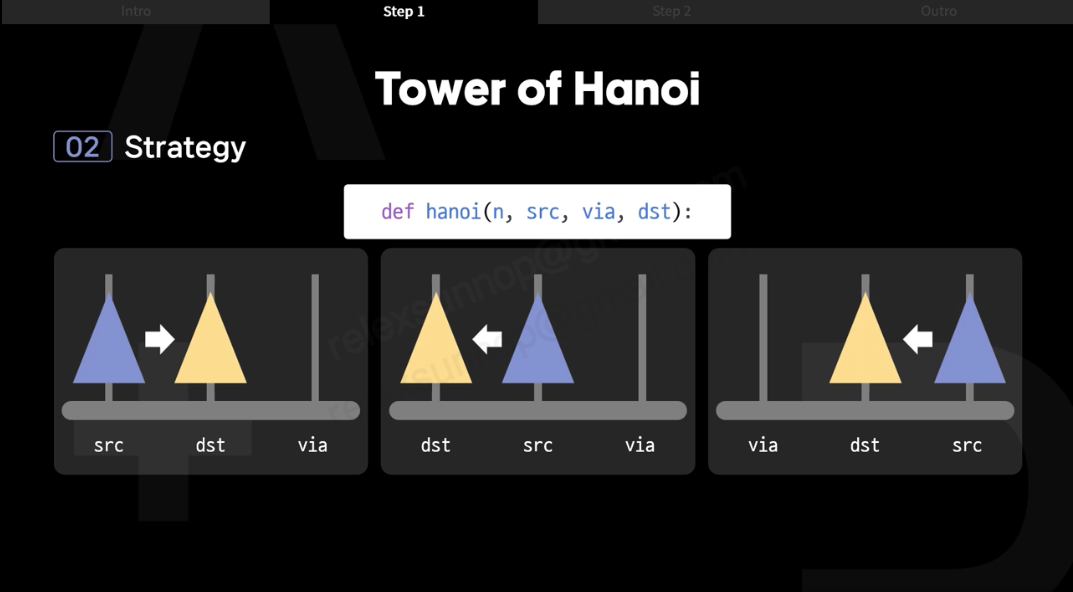 Intro Step 1 Step 2 Outro
Tower of Hanoi
02 Strategy
def hanoi(n, src, via, dst):
src dst via
dst src via
via dst src